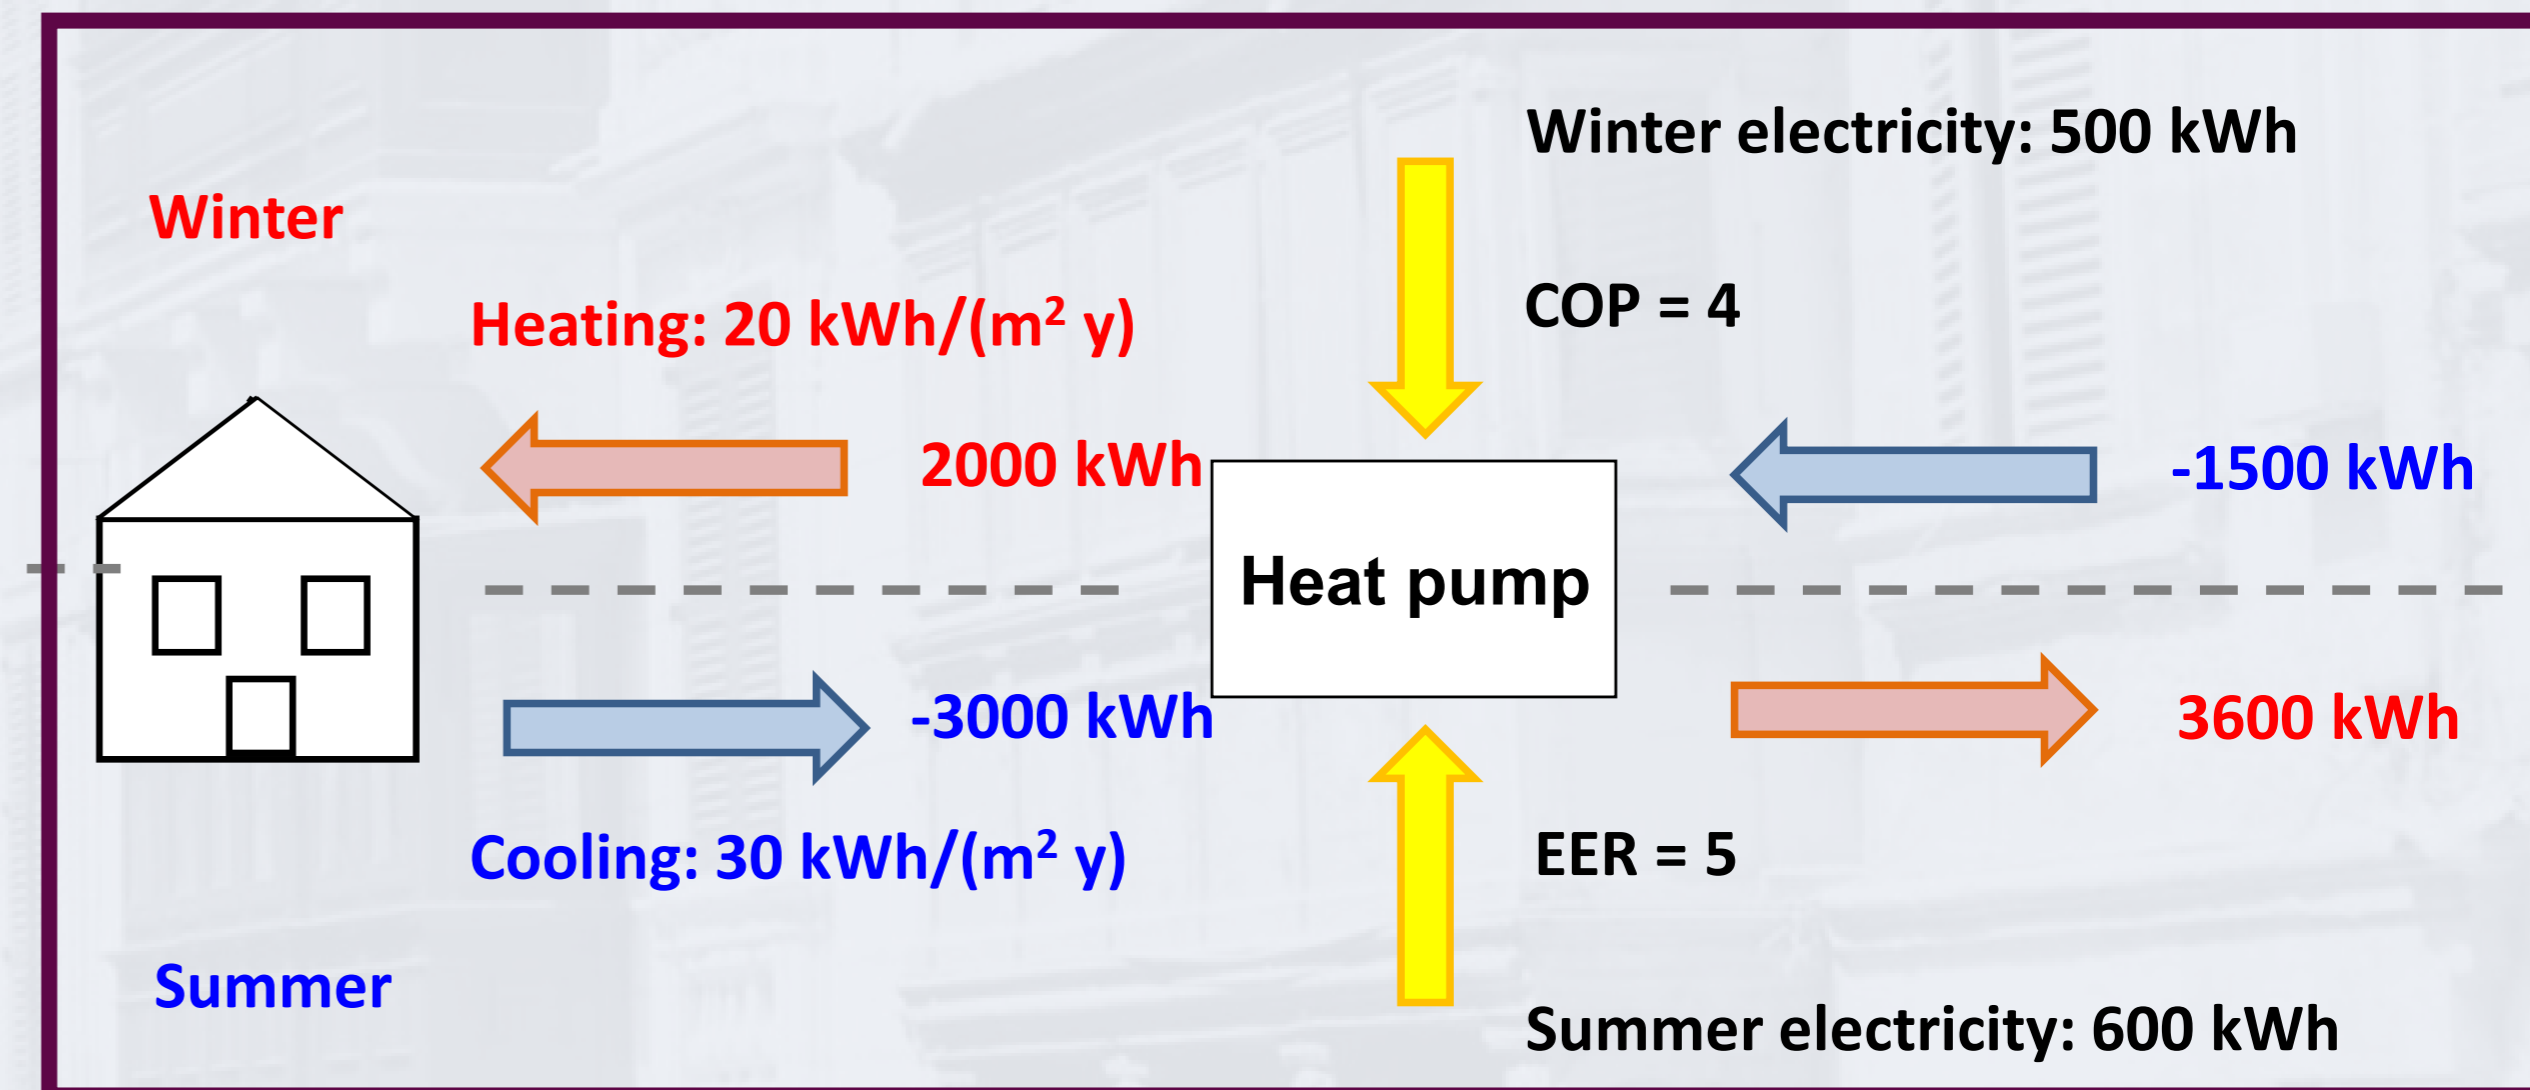 Winter electricity: 500 kWh
Winter
COP = 4
Heating: 20 kWh/(m² y)
2000 kWh
-1500 kWh
Heat pump
-3000 kWh
3600 kWh
Cooling: 30 kWh/(m² y)
EER = 5
Summer
Summer electricity: 600 kWh